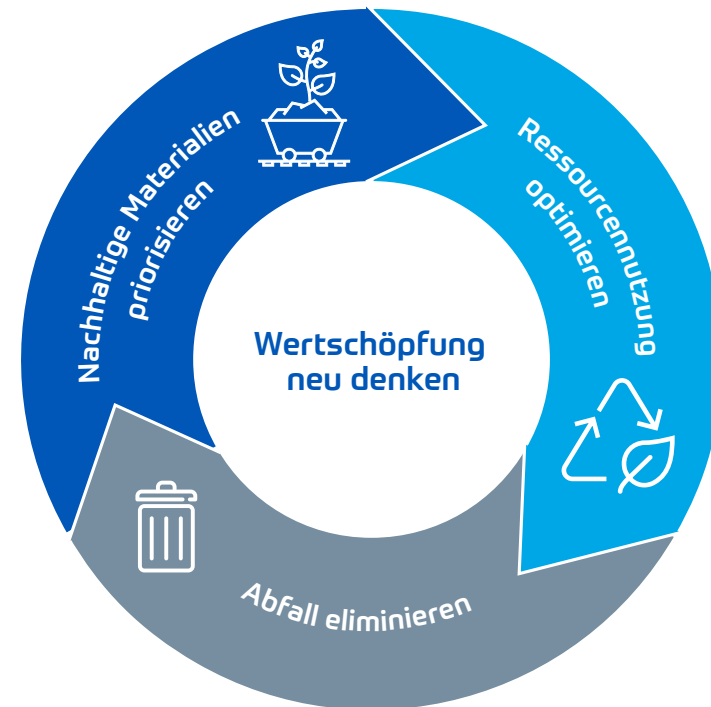 Nachhaltige Materialien
priorisieren
Ressourcennutzung
optimieren
Wertschöpfung
neu denken
Abfall eliminieren